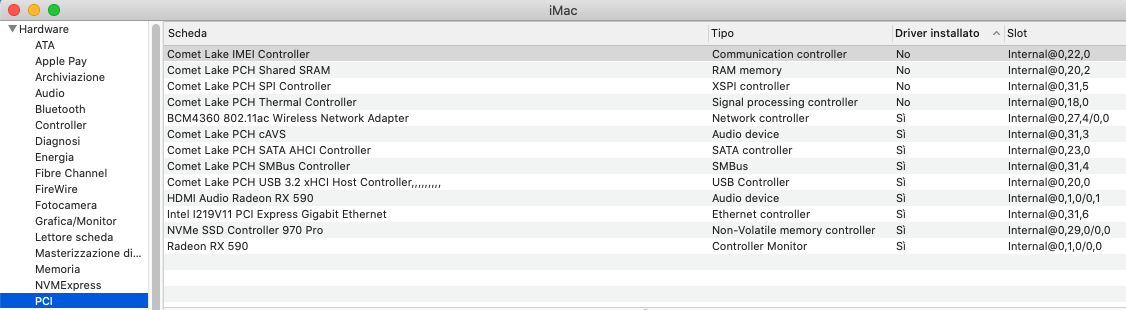 iMac
Hardware
ATA
Apple Pay
Archiviazione
Audio
Bluetooth
Controller
Diagnosi
Energia
Fibre Channel
FireWire
Fotocamera
Grafica/Monitor
Lettore scheda
Masterizzazione di...
Memoria
NVMExpress
PCI
Scheda Tipo Driver installato Slot
Comet Lake IMEI Controller Communication controller No Internal@0,22,0
Comet Lake PCH Shared SRAM RAM memory No Internal@0,20,2
Comet Lake PCH SPI Controller XSPI controller No Internal@0,31,5
Comet Lake PCH Thermal Controller Signal processing controller No Internal@0,18,0
BCM4360 802.11ac Wireless Network Adapter Network controller Sì Internal@0,27,4/0,0
Comet Lake PCH cAVS Audio device Sì Internal@0,31,3
Comet Lake PCH SATA AHCI Controller SATA controller Sì Internal@0,23,0
Comet Lake PCH SMBus Controller SMBus Sì Internal@0,31,4
Comet Lake PCH USB 3.2 xHCI Host Controller,,,,,,,,, USB Controller Sì Internal@0,20,0
HDMI Audio Radeon RX 590 Audio device Sì Internal@0,1,0/0,1
Intel I219V11 PCI Express Gigabit Ethernet Ethernet controller Sì Internal@0,31,6
NVMe SSD Controller 970 Pro Non-Volatile memory controller Sì Internal@0,29,0/0,0
Radeon RX 590 Controller Monitor Sì Internal@0,1,0/0,0